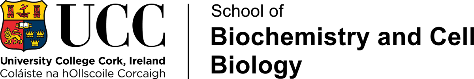 UCC
University College Cork, Ireland
Coláiste na hOllscoile Corcaigh
School of
Biochemistry and Cell
Biology